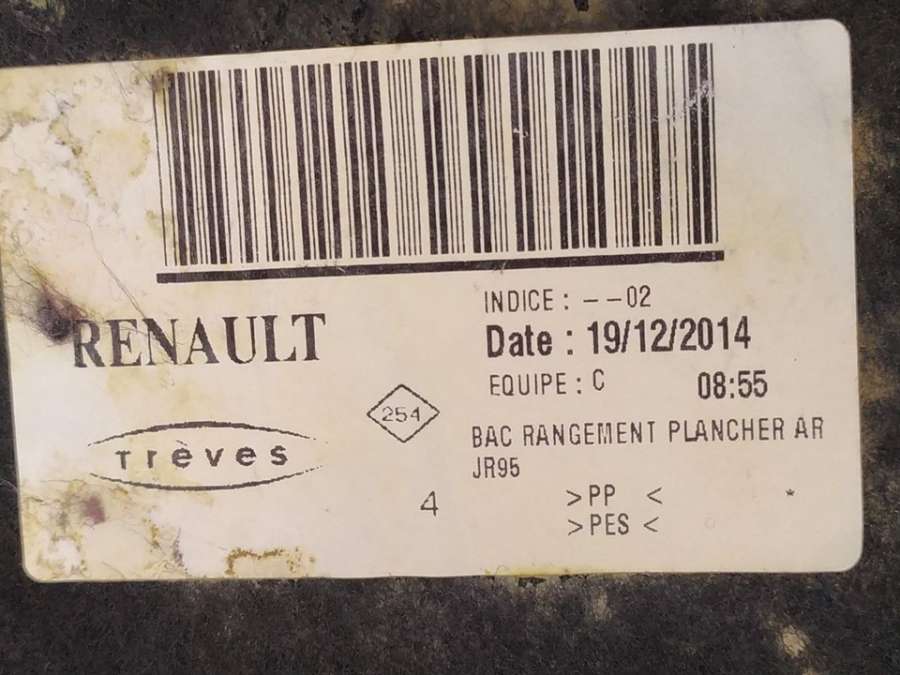 RENAULT
Trèves
254
4
INDICE : --02
Date : 19/12/2014
EQUIPE : C 08:55
BAC RANGEMENT PLANCHER AR
JR95
>PP < *
>PES <